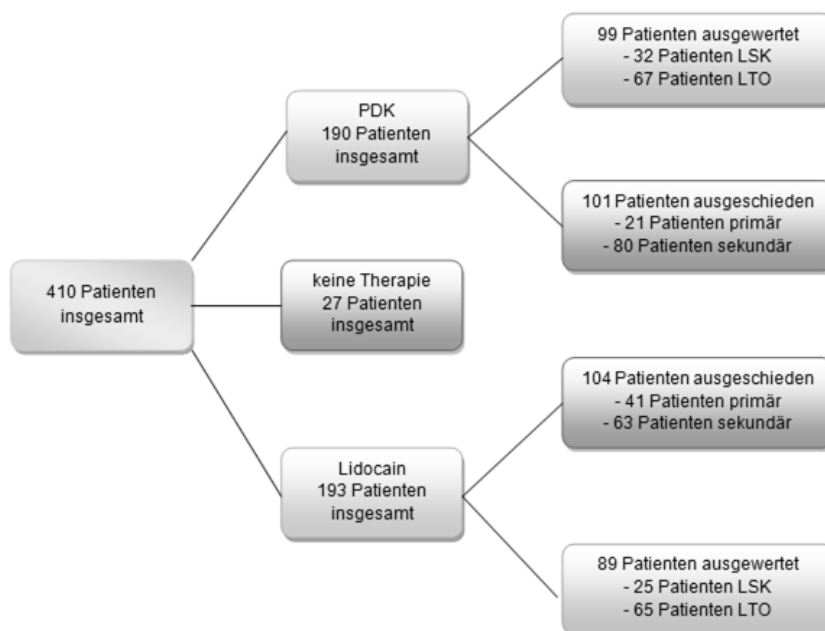 410 Patienten
insgesamt
PDK
190 Patienten
insgesamt
keine Therapie
27 Patienten
insgesamt
Lidocain
193 Patienten
insgesamt
99 Patienten ausgewertet
- 32 Patienten LSK
- 67 Patienten LTO
101 Patienten ausgeschieden
- 21 Patienten primär
- 80 Patienten sekundär
104 Patienten ausgeschieden
- 41 Patienten primär
- 63 Patienten sekundär
89 Patienten ausgewertet
- 25 Patienten LSK
- 65 Patienten LTO